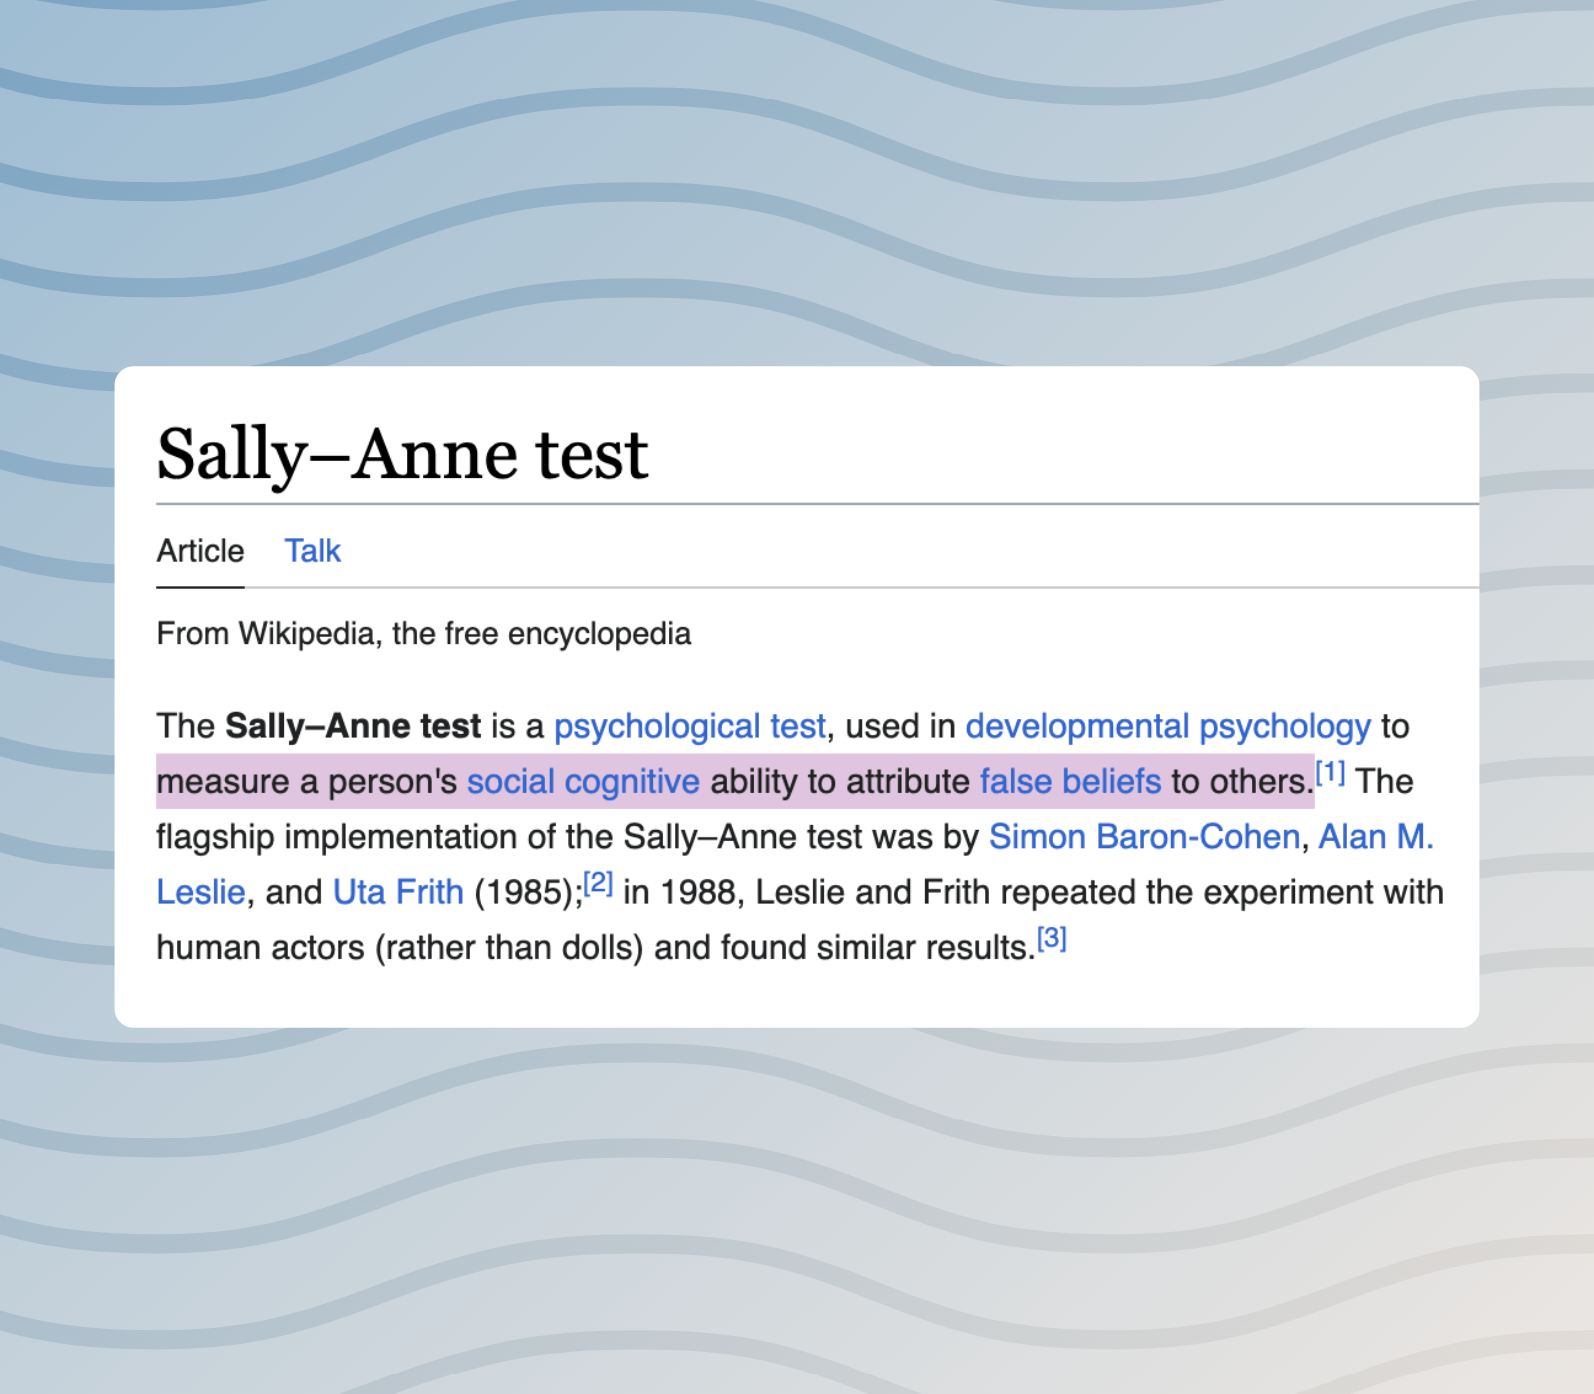 Sally–Anne test
Article Talk
From Wikipedia, the free encyclopedia
The Sally–Anne test is a psychological test, used in developmental psychology to
measure a person's social cognitive ability to attribute false beliefs to others.[1] The
flagship implementation of the Sally–Anne test was by Simon Baron-Cohen, Alan M.
Leslie, and Uta Frith (1985);[2] in 1988, Leslie and Frith repeated the experiment with
human actors (rather than dolls) and found similar results.[3]